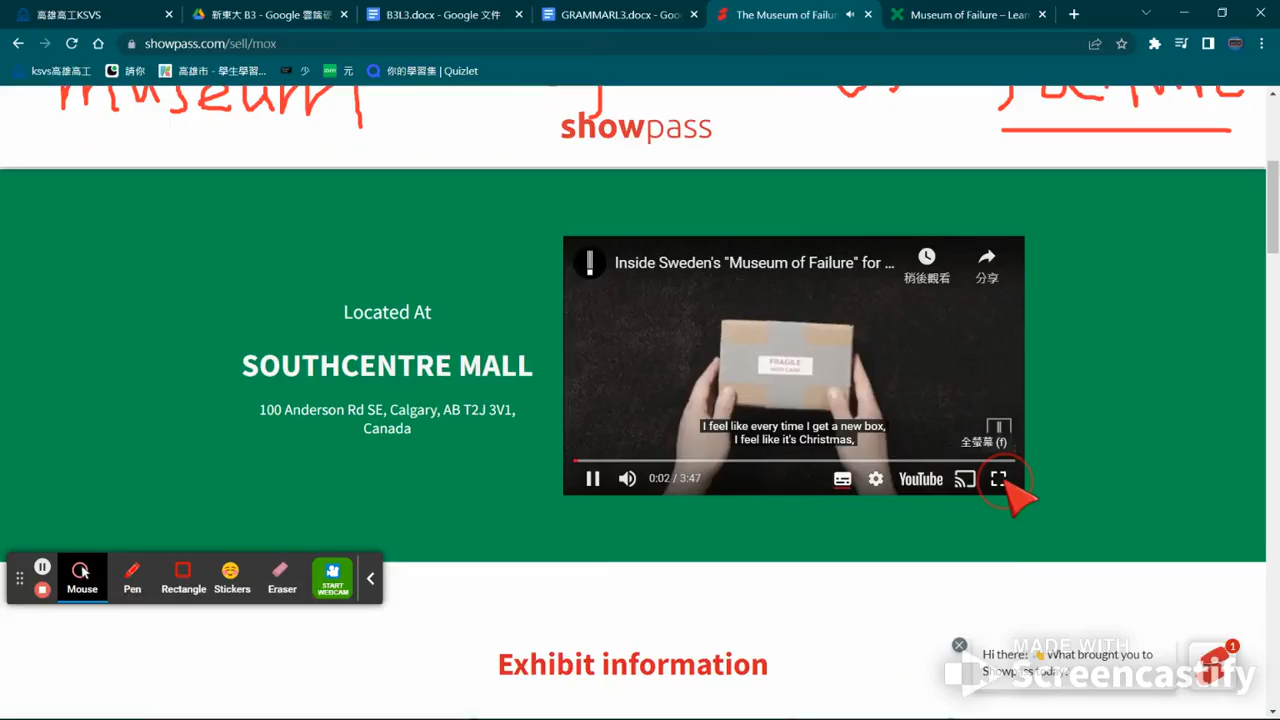 高雄高工KSVS
新東大 B3 - Google 雲端硬
B3L3.docx - Google 文件
GRAMMARL3.docx - Goo
The Museum of Failur
Museum of Failure – Lea
showpass.com/sell/mox
ksvs高雄高工
請你
高雄市 - 學生學習...
少
元
你的學習集 | Quizlet
museum
of
failure
showpass
Located At
SOUTHCENTRE MALL
100 Anderson Rd SE, Calgary, AB T2J 3V1,
Canada
Inside Sweden's "Museum of Failure" for ...
稍後觀看
分享
FRAGILE
I feel like every time I get a new box,
I feel like it's Christmas,
全螢幕 (f)
0:02 / 3:47
YouTube
Mouse
Pen
Rectangle
Stickers
Eraser
START
WEBCAM
Exhibit information
Hi there! What brought you to
Showpass today?
1
MADE WITH
Screencastify